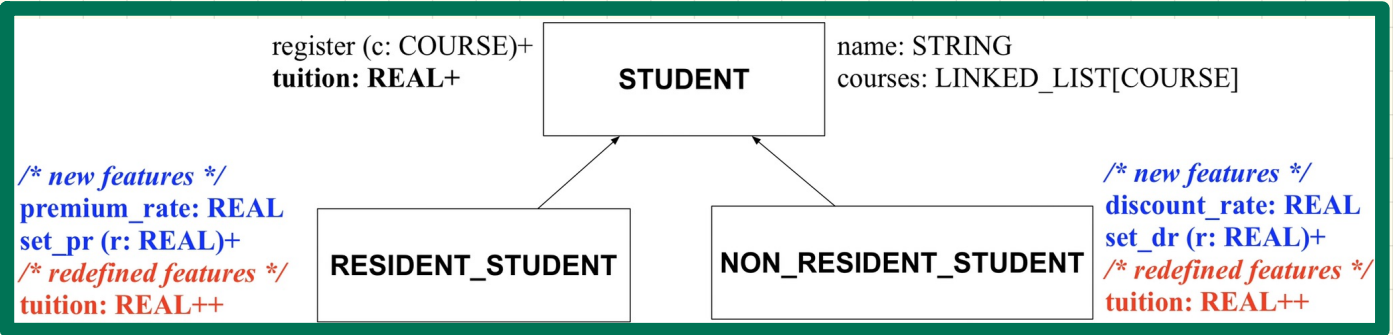 register (c: COURSE)+
tuition: REAL+
STUDENT
name: STRING
courses: LINKED_LIST[COURSE]
/* new features */
premium_rate: REAL
set_pr (r: REAL)+
/* redefined features */
tuition: REAL++
RESIDENT_STUDENT
NON_RESIDENT_STUDENT
/* new features */
discount_rate: REAL
set_dr (r: REAL)+
/* redefined features */
tuition: REAL++